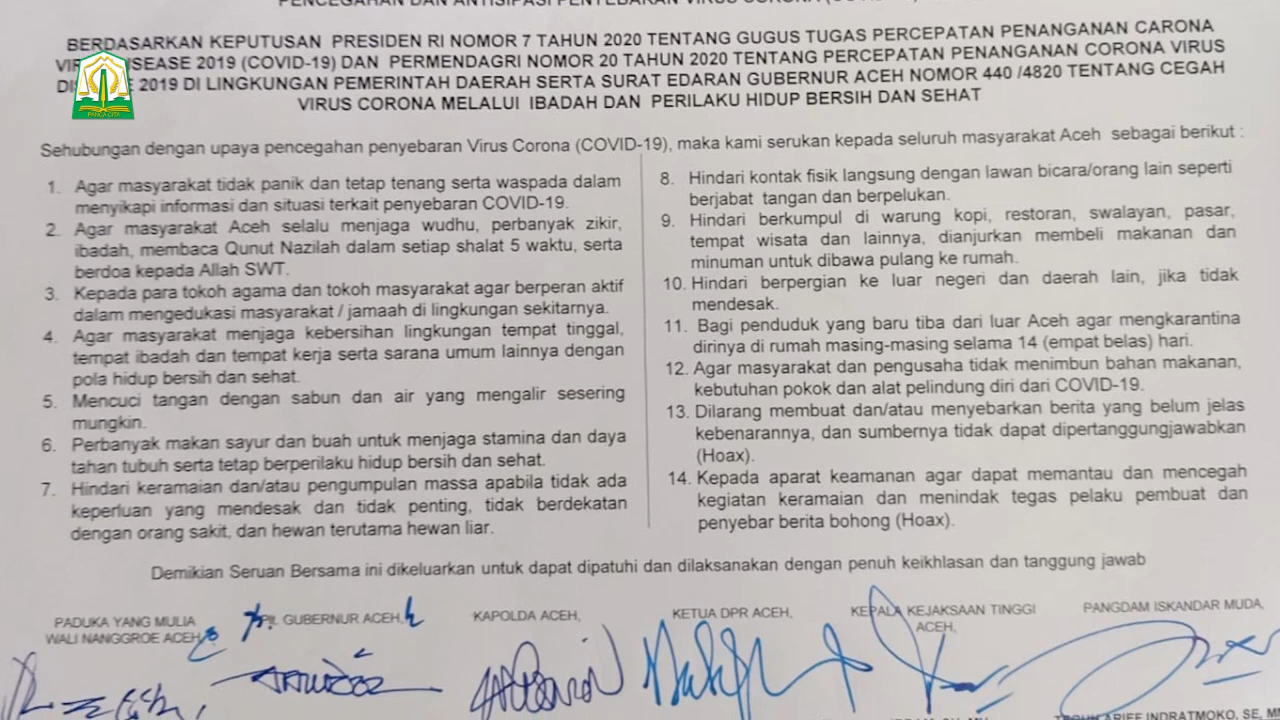 PENCEGAHAN DAN ANTISIPASI PENYEBARAN VIRUS CORONA
BERDASARKAN KEPUTUSAN PRESIDEN RI NOMOR 7 TAHUN 2020 TENTANG GUGUS TUGAS PERCEPATAN PENANGANAN CARONA
ISEASE 2019 (COVID-19) DAN PERMENDAGRI NOMOR 20 TAHUN 2020 TENTANG PERCEPATAN PENANGANAN CORONA VIRUS
2019 DI LINGKUNGAN PEMERINTAH DAERAH SERTA SURAT EDARAN GUBERNUR ACEH NOMOR 440 /4820 TENTANG CEGAH
VIRUS CORONA MELALUI IBADAH DAN PERILAKU HIDUP BERSIH DAN SEHAT
PANCA CITA
Sehubungan dengan upaya pencegahan penyebaran Virus Corona (COVID-19), maka kami serukan kepada seluruh masyarakat Aceh sebagai berikut :
1. Agar masyarakat tidak panik dan tetap tenang serta waspada dalam
menyikapi informasi dan situasi terkait penyebaran COVID-19.
2. Agar masyarakat Aceh selalu menjaga wudhu, perbanyak zikir,
ibadah, membaca Qunut Nazilah dalam setiap shalat 5 waktu, serta
berdoa kepada Allah SWT.
3. Kepada para tokoh agama dan tokoh masyarakat agar berperan aktif
dalam mengedukasi masyarakat / jamaah di lingkungan sekitarnya.
4. Agar masyarakat menjaga kebersihan lingkungan tempat tinggal,
tempat ibadah dan tempat kerja serta sarana umum lainnya dengan
pola hidup bersih dan sehat.
5. Mencuci tangan dengan sabun dan air yang mengalir sesering
mungkin.
6. Perbanyak makan sayur dan buah untuk menjaga stamina dan daya
tahan tubuh serta tetap berperilaku hidup bersih dan sehat.
7. Hindari keramaian dan/atau pengumpulan massa apabila tidak ada
keperluan yang mendesak dan tidak penting, tidak berdekatan
dengan orang sakit, dan hewan terutama hewan liar.
8. Hindari kontak fisik langsung dengan lawan bicara/orang lain seperti
berjabat tangan dan berpelukan.
9. Hindari berkumpul di warung kopi, restoran, swalayan, pasar,
tempat wisata dan lainnya, dianjurkan membeli makanan dan
minuman untuk dibawa pulang ke rumah.
10. Hindari berpergian ke luar negeri dan daerah lain, jika tidak
mendesak.
11. Bagi penduduk yang baru tiba dari luar Aceh agar mengkarantina
dirinya di rumah masing-masing selama 14 (empat belas) hari.
12. Agar masyarakat dan pengusaha tidak menimbun bahan makanan,
kebutuhan pokok dan alat pelindung diri dari COVID-19.
13. Dilarang membuat dan/atau menyebarkan berita yang belum jelas
kebenarannya, dan sumbernya tidak dapat dipertanggungjawabkan
(Hoax).
14. Kepada aparat keamanan agar dapat memantau dan mencegah
kegiatan keramaian dan menindak tegas pelaku pembuat dan
penyebar berita bohong (Hoax).
Demikian Seruan Bersama ini dikeluarkan untuk dapat dipatuhi dan dilaksanakan dengan penuh keikhlasan dan tanggung jawab
PADUKA YANG MULIA
WALI NANGGROE ACEH,
GUBERNUR ACEH,
KAPOLDA ACEH,
KETUA DPR ACEH,
KEPALA KEJAKSAAN TINGGI
ACEH,
PANGDAM ISKANDAR MUDA,
ARIEF INDRATMOKO, SE,